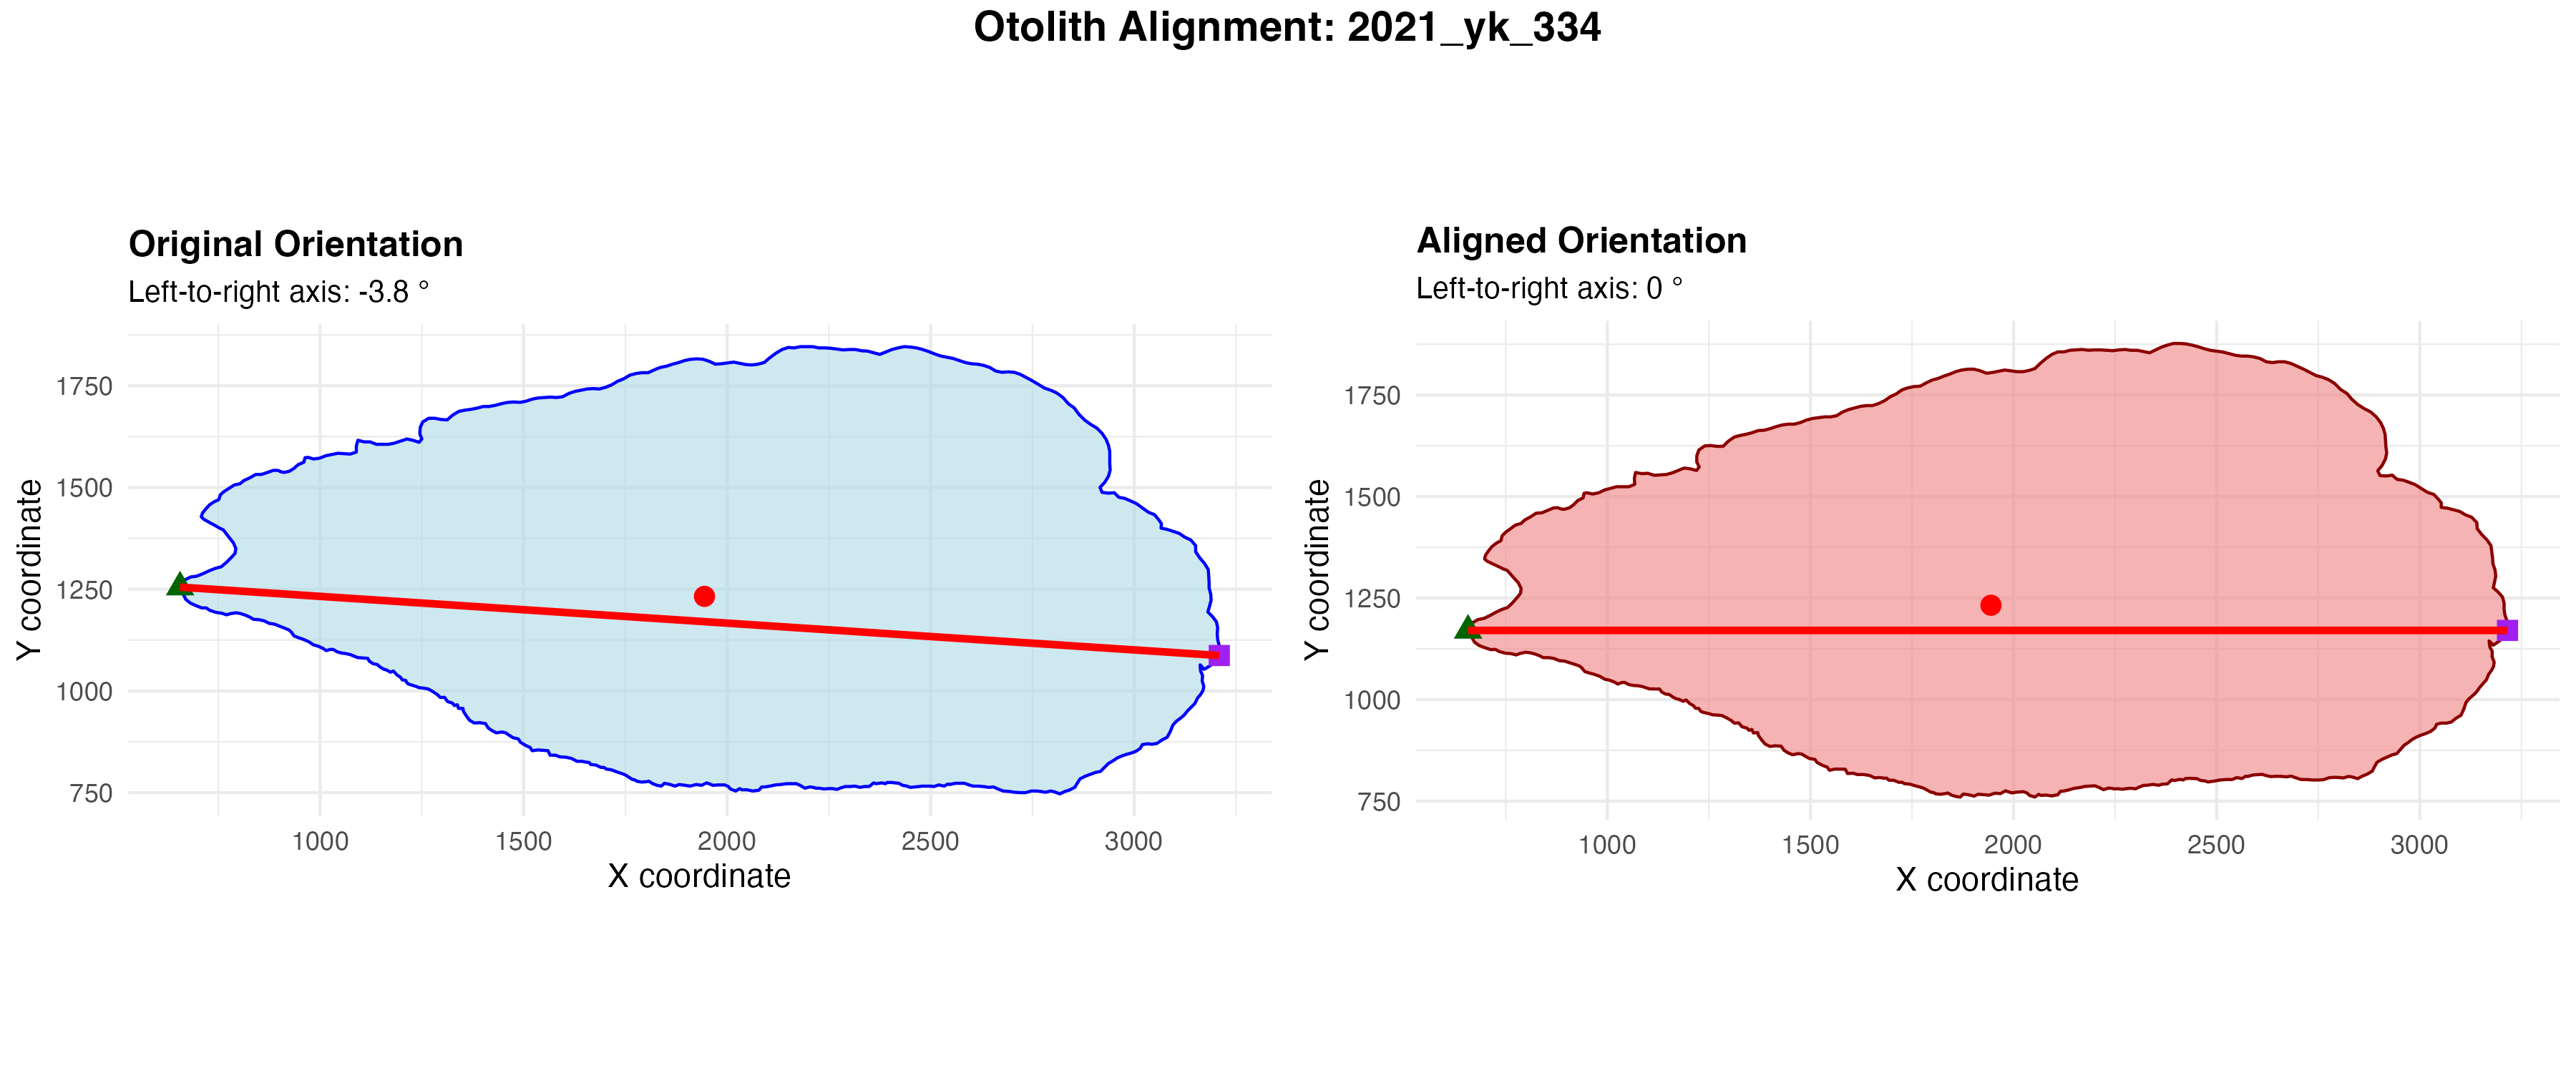 Otolith Alignment: 2021_yk_334
Original Orientation
Left-to-right axis: -3.8 °
Y coordinate
1750
1500
1250
1000
750
1000 1500 2000 2500 3000
X coordinate
Aligned Orientation
Left-to-right axis: 0 °
Y coordinate
1750
1500
1250
1000
750
1000 1500 2000 2500 3000
X coordinate